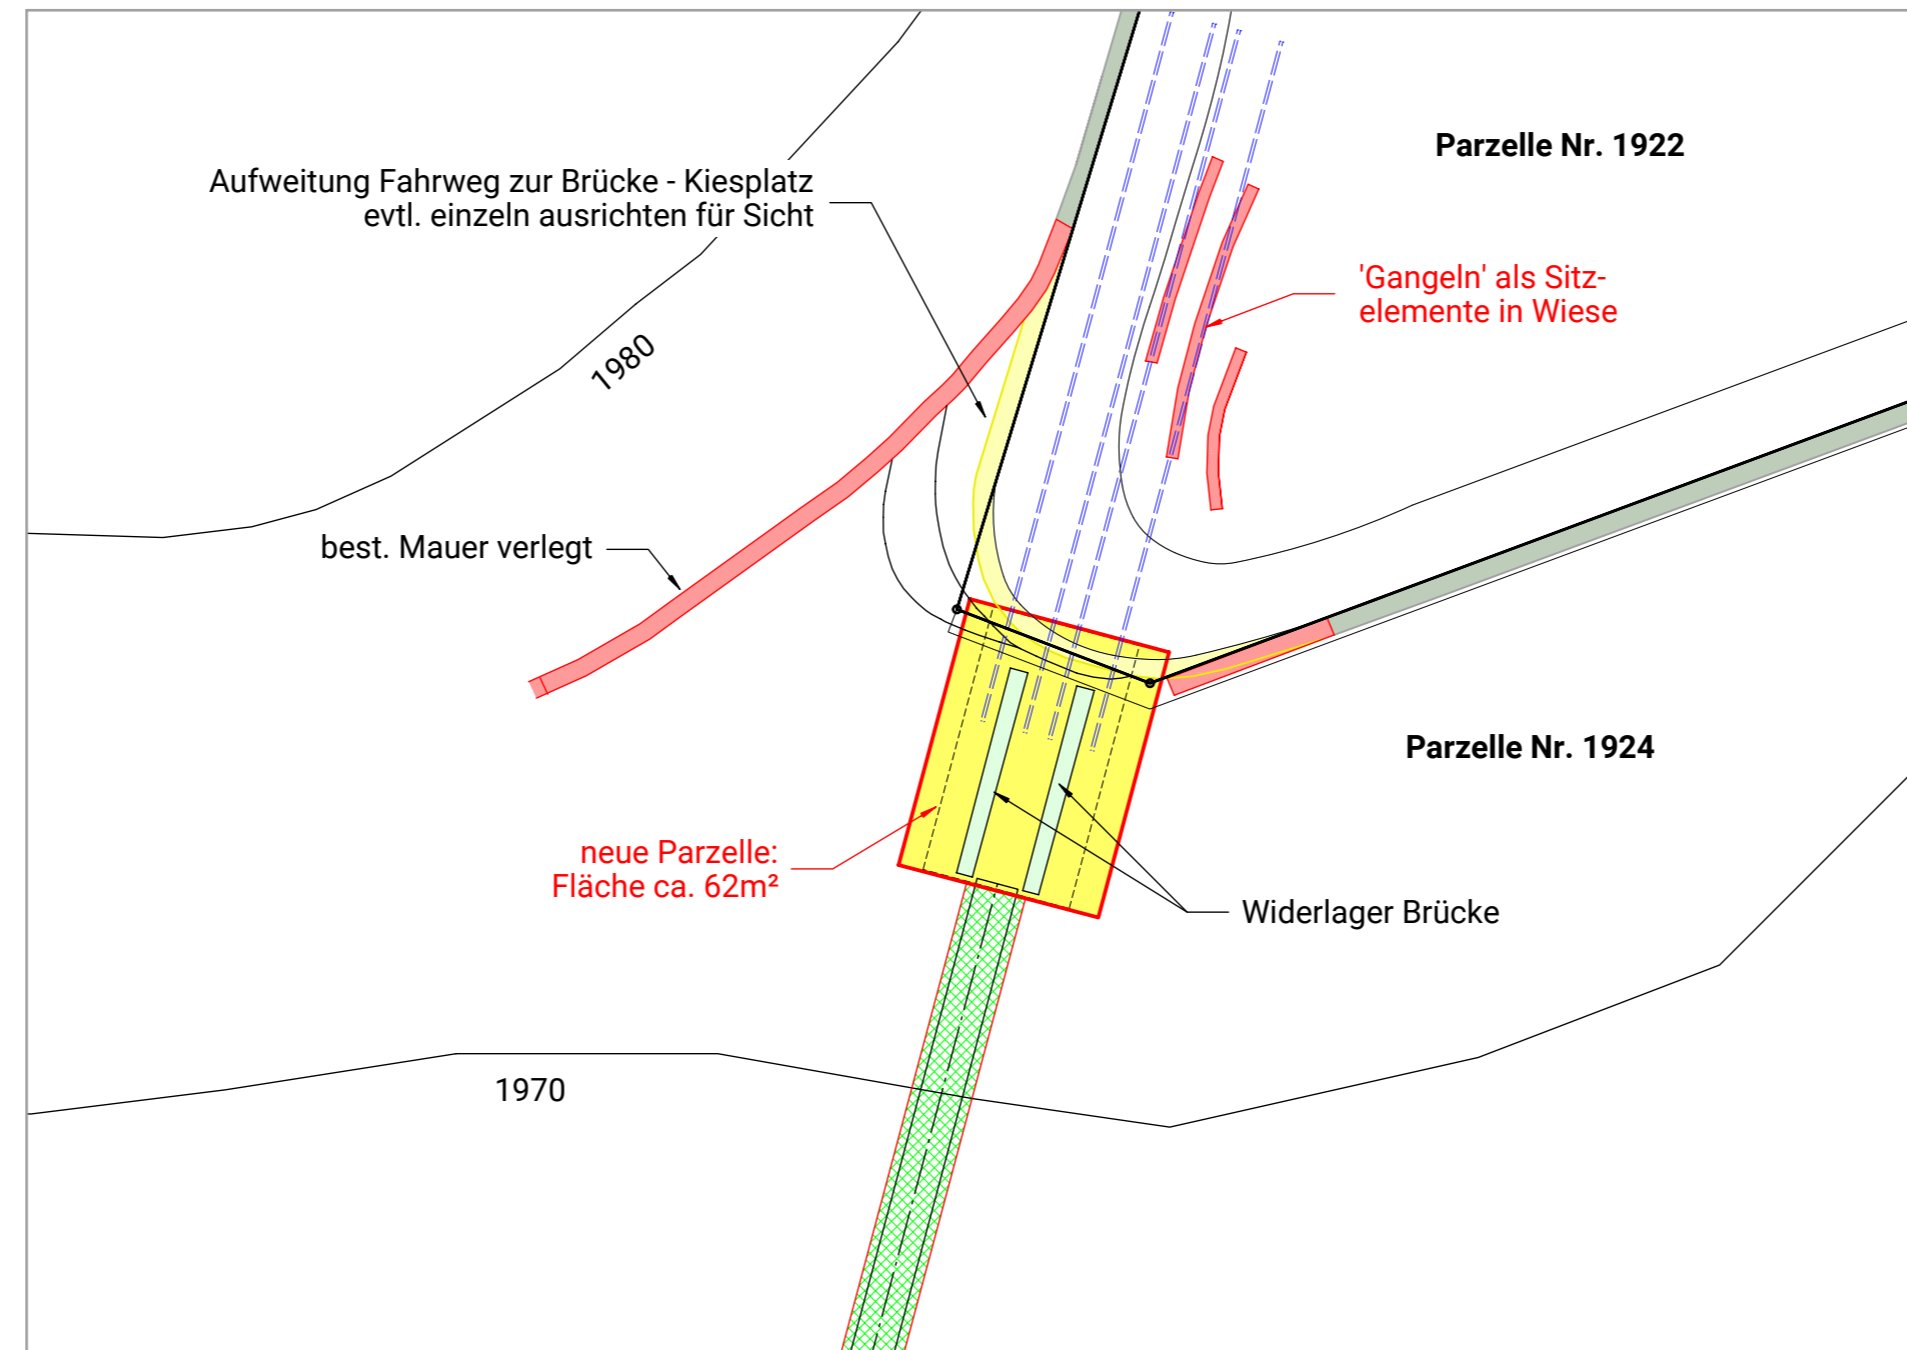 Parzelle Nr. 1922
Aufweitung Fahrweg zur Brücke - Kiesplatz
evtl. einzeln ausrichten für Sicht
'Gangeln' als Sitz-
elemente in Wiese
1980
best. Mauer verlegt
Parzelle Nr. 1924
neue Parzelle:
Fläche ca. 62m²
Widerlager Brücke
1970